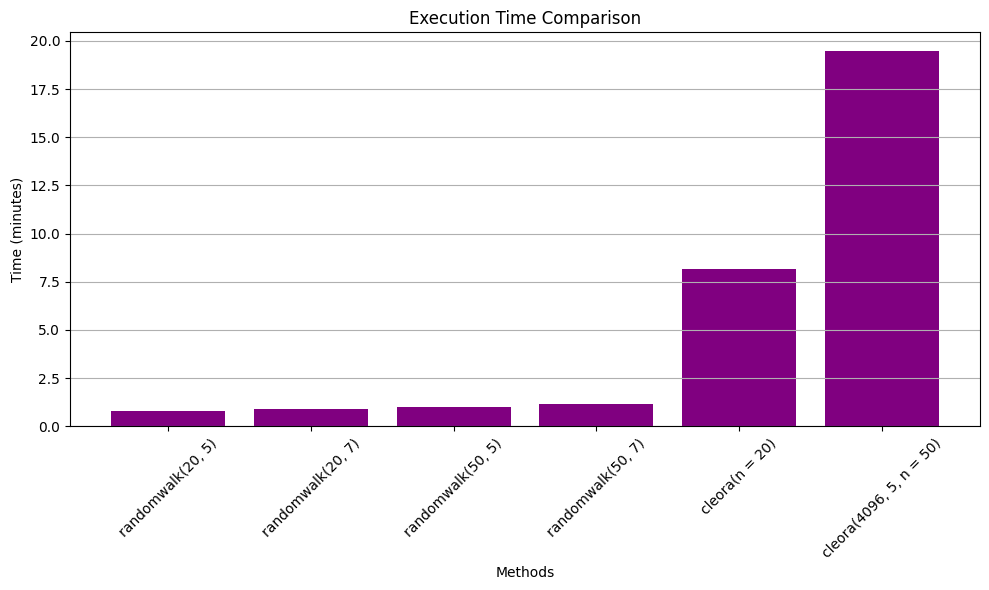 Execution Time Comparison
Time (minutes)
20.0
17.5
15.0
12.5
10.0
7.5
5.0
2.5
0.0
randomwalk(20, 5)
randomwalk(20, 7)
randomwalk(50, 5)
randomwalk(50, 7)
cleora(n = 20)
cleora(4096, 5, n = 50)
Methods